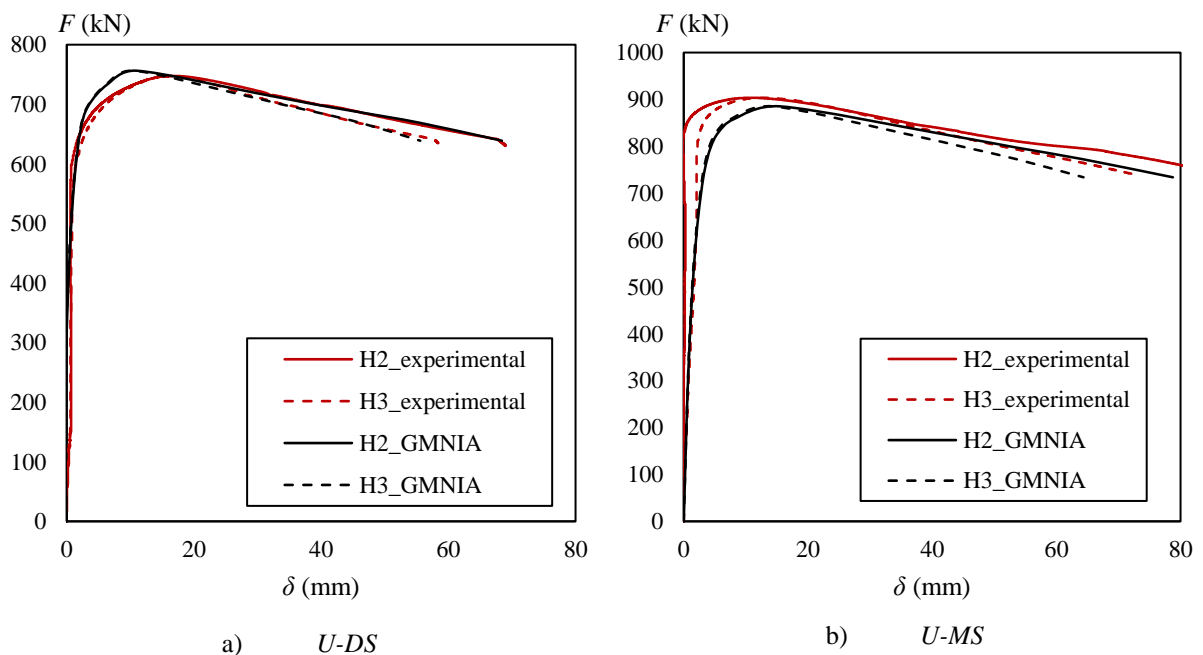 F (kN)
800
700
600
500
400
300
200
100
0
0 20 40 60 80
δ (mm)
H2_experimental
H3_experimental
H2_GMNIA
H3_GMNIA
a) U-DS
F (kN)
1000
900
800
700
600
500
400
300
200
100
0
0 20 40 60 80
δ (mm)
H2_experimental
H3_experimental
H2_GMNIA
H3_GMNIA
b) U-MS